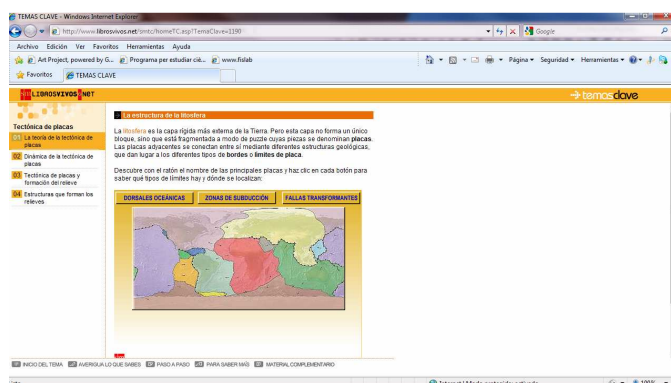 TEMAS CLAVE - Windows Internet Explorer
http://www.librosvivos.net/smtc/homeTC.asp?TemaClave=1190
Google
Archivo Edición Ver Favoritos Herramientas Ayuda
Art Project, powered by G... Programa per estudiar ciè... www.fislab
Página Seguridad Herramientas
Favoritos TEMAS CLAVE
LIBROSVIVOS.NET
temasclave
Tectónica de placas
01 La teoría de la tectónica de placas
02 Dinámica de la tectónica de placas
03 Tectónica de placas y formación del relieve
04 Estructuras que forman los relieves
La estructura de la litosfera
La litosfera es la capa rígida más externa de la Tierra. Pero esta capa no forma un único
bloque, sino que está fragmentada a modo de puzzle cuyas piezas se denominan placas.
Las placas adyacentes se conectan entre sí mediante diferentes estructuras geológicas,
que dan lugar a los diferentes tipos de bordes o límites de placa.
Descubre con el ratón el nombre de las principales placas y haz clic en cada botón para
saber qué tipos de límites hay y dónde se localizan:
DORSALES OCEÁNICAS ZONAS DE SUBDUCCIÓN FALLAS TRANSFORMANTES
INICIO DEL TEMA AVERIGUA LO QUE SABES PASO A PASO PARA SABER MÁS MATERIAL COMPLEMENTARIO